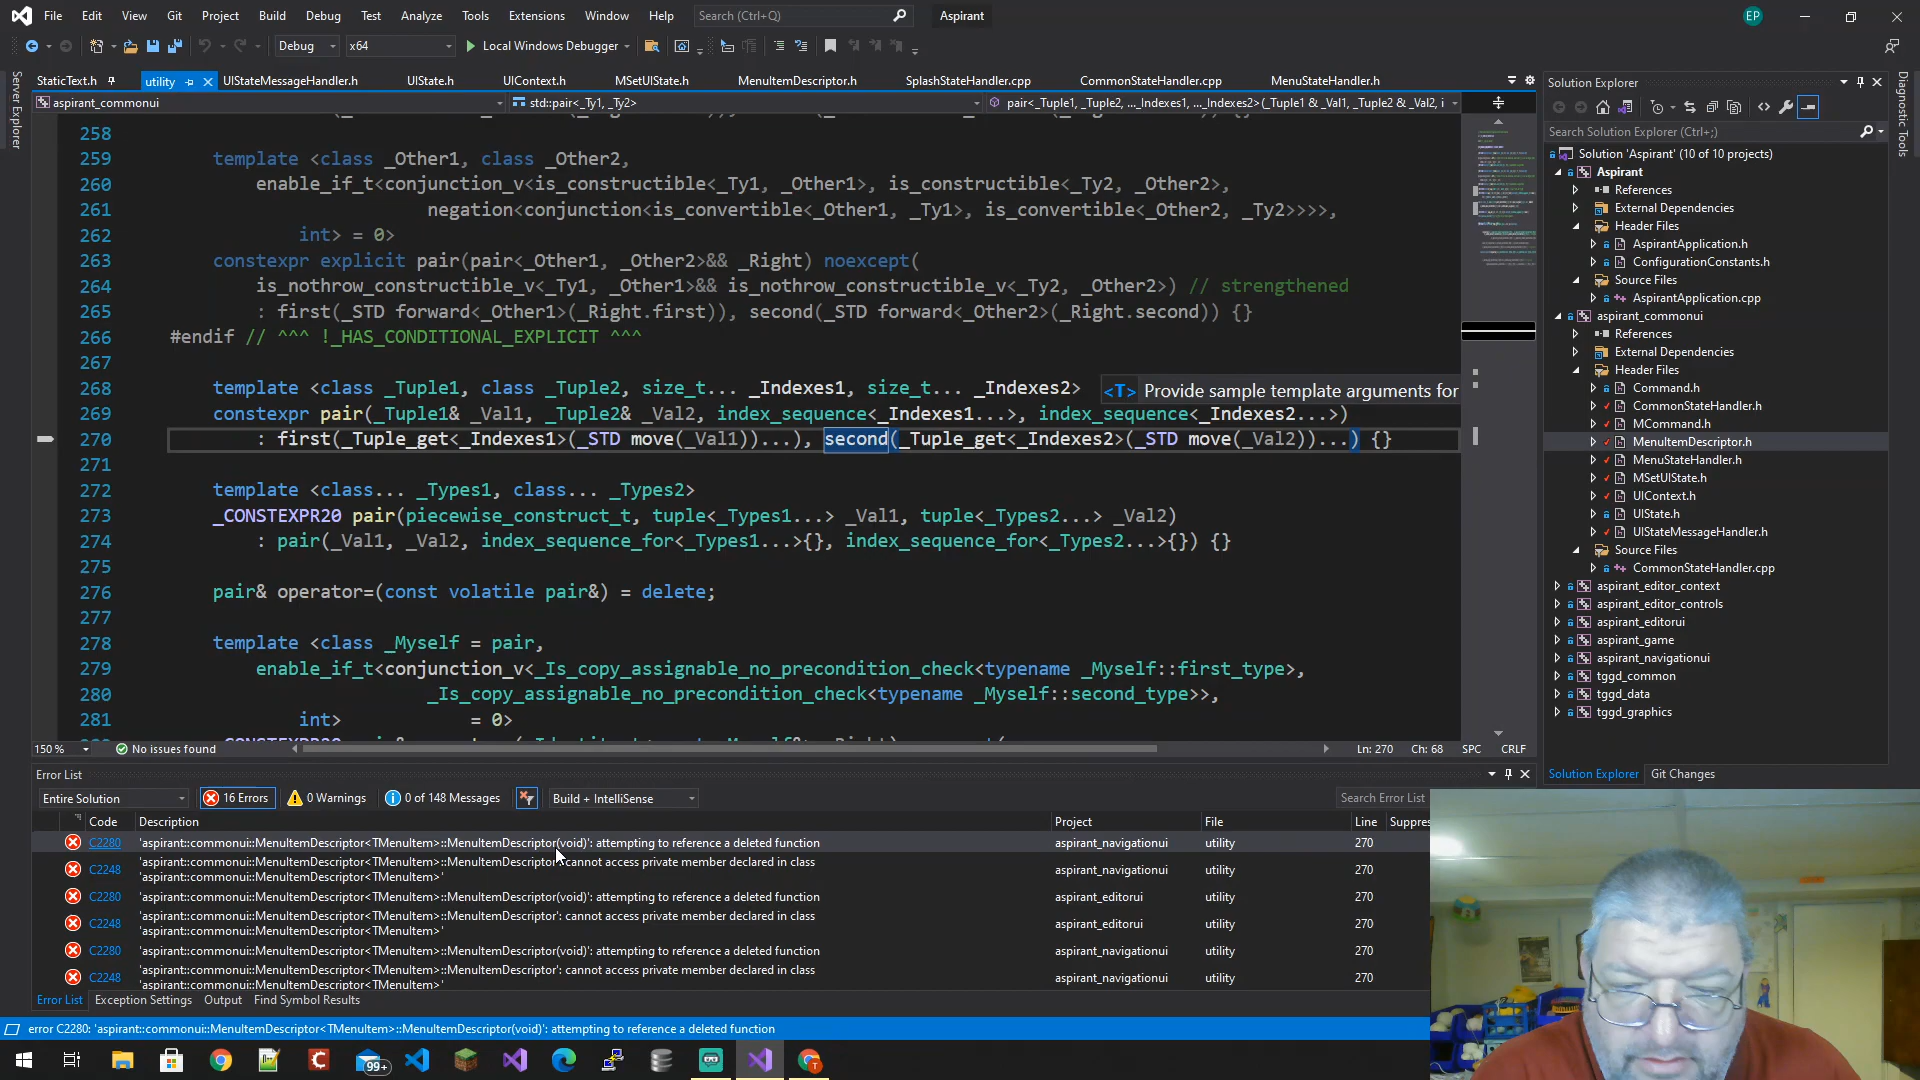 File Edit View Git Project Build Debug Test Analyze Tools Extensions Window Help Search (Ctrl+Q) Aspirant EP
Debug x64 Local Windows Debugger
Server Explorer
StaticText.h utility UIStateMessageHandler.h UIState.h UIContext.h MSetUIState.h MenuItemDescriptor.h SplashStateHandler.cpp CommonStateHandler.cpp MenuStateHandler.h
aspirant_commonui std::pair<_Ty1, _Ty2> pair<_Tuple1, _Tuple2, ..._Indexes1, ..._Indexes2>(_Tuple1 & _Val1, _Tuple2 & _Val2, i
258
259 template <class _Other1, class _Other2,
260 enable_if_t<conjunction_v<is_constructible<_Ty1, _Other1>, is_constructible<_Ty2, _Other2>,
261 negation<conjunction<is_convertible<_Other1, _Ty1>, is_convertible<_Other2, _Ty2>>>>,
262 int> = 0>
263 constexpr explicit pair(pair<_Other1, _Other2>&& _Right) noexcept(
264 is_nothrow_constructible_v<_Ty1, _Other1>&& is_nothrow_constructible_v<_Ty2, _Other2>) // strengthened
265 : first(_STD forward<_Other1>(_Right.first)), second(_STD forward<_Other2>(_Right.second)) {}
266 #endif // ^^^ !_HAS_CONDITIONAL_EXPLICIT ^^^
267
268 template <class _Tuple1, class _Tuple2, size_t... _Indexes1, size_t... _Indexes2> <T> Provide sample template arguments for
269 constexpr pair(_Tuple1& _Val1, _Tuple2& _Val2, index_sequence<_Indexes1...>, index_sequence<_Indexes2...>)
270 : first(_Tuple_get<_Indexes1>(_STD move(_Val1))...), second(_Tuple_get<_Indexes2>(_STD move(_Val2))...) {}
271
272 template <class... _Types1, class... _Types2>
273 _CONSTEXPR20 pair(piecewise_construct_t, tuple<_Types1...> _Val1, tuple<_Types2...> _Val2)
274 : pair(_Val1, _Val2, index_sequence_for<_Types1...>{}, index_sequence_for<_Types2...>{}) {}
275
276 pair& operator=(const volatile pair&) = delete;
277
278 template <class _Myself = pair,
279 enable_if_t<conjunction_v<_Is_copy_assignable_no_precondition_check<typename _Myself::first_type>,
280 _Is_copy_assignable_no_precondition_check<typename _Myself::second_type>>,
281 int> = 0>
150 % No issues found Ln: 270 Ch: 68 SPC CRLF
Solution Explorer
Search Solution Explorer (Ctrl+;)
Solution 'Aspirant' (10 of 10 projects)
Aspirant
References
External Dependencies
Header Files
AspirantApplication.h
ConfigurationConstants.h
Source Files
AspirantApplication.cpp
aspirant_commonui
References
External Dependencies
Header Files
Command.h
CommonStateHandler.h
MCommand.h
MenuItemDescriptor.h
MenuStateHandler.h
MSetUIState.h
UIContext.h
UIState.h
UIStateMessageHandler.h
Source Files
CommonStateHandler.cpp
aspirant_editor_context
aspirant_editor_controls
aspirant_editorui
aspirant_game
aspirant_navigationui
tggd_common
tggd_data
tggd_graphics
Solution Explorer Git Changes
Diagnostic Tools
Error List
Entire Solution 16 Errors 0 Warnings 0 of 148 Messages Build + IntelliSense Search Error List
Code Description Project File Line Suppres
C2280 'aspirant::commonui::MenuItemDescriptor<TMenuItem>::MenuItemDescriptor(void)': attempting to reference a deleted function aspirant_navigationui utility 270
C2248 'aspirant::commonui::MenuItemDescriptor<TMenuItem>::MenuItemDescriptor': cannot access private member declared in class
'aspirant::commonui::MenuItemDescriptor<TMenuItem>' aspirant_navigationui utility 270
C2280 'aspirant::commonui::MenuItemDescriptor<TMenuItem>::MenuItemDescriptor(void)': attempting to reference a deleted function aspirant_editorui utility 270
C2248 'aspirant::commonui::MenuItemDescriptor<TMenuItem>::MenuItemDescriptor': cannot access private member declared in class
'aspirant::commonui::MenuItemDescriptor<TMenuItem>' aspirant_editorui utility 270
C2280 'aspirant::commonui::MenuItemDescriptor<TMenuItem>::MenuItemDescriptor(void)': attempting to reference a deleted function aspirant_navigationui utility 270
C2248 'aspirant::commonui::MenuItemDescriptor<TMenuItem>::MenuItemDescriptor': cannot access private member declared in class
'aspirant::commonui::MenuItemDescriptor<TMenuItem>' aspirant_navigationui utility 270
Error List Exception Settings Output Find Symbol Results
error C2280: 'aspirant::commonui::MenuItemDescriptor<TMenuItem>::MenuItemDescriptor(void)': attempting to reference a deleted function
99+